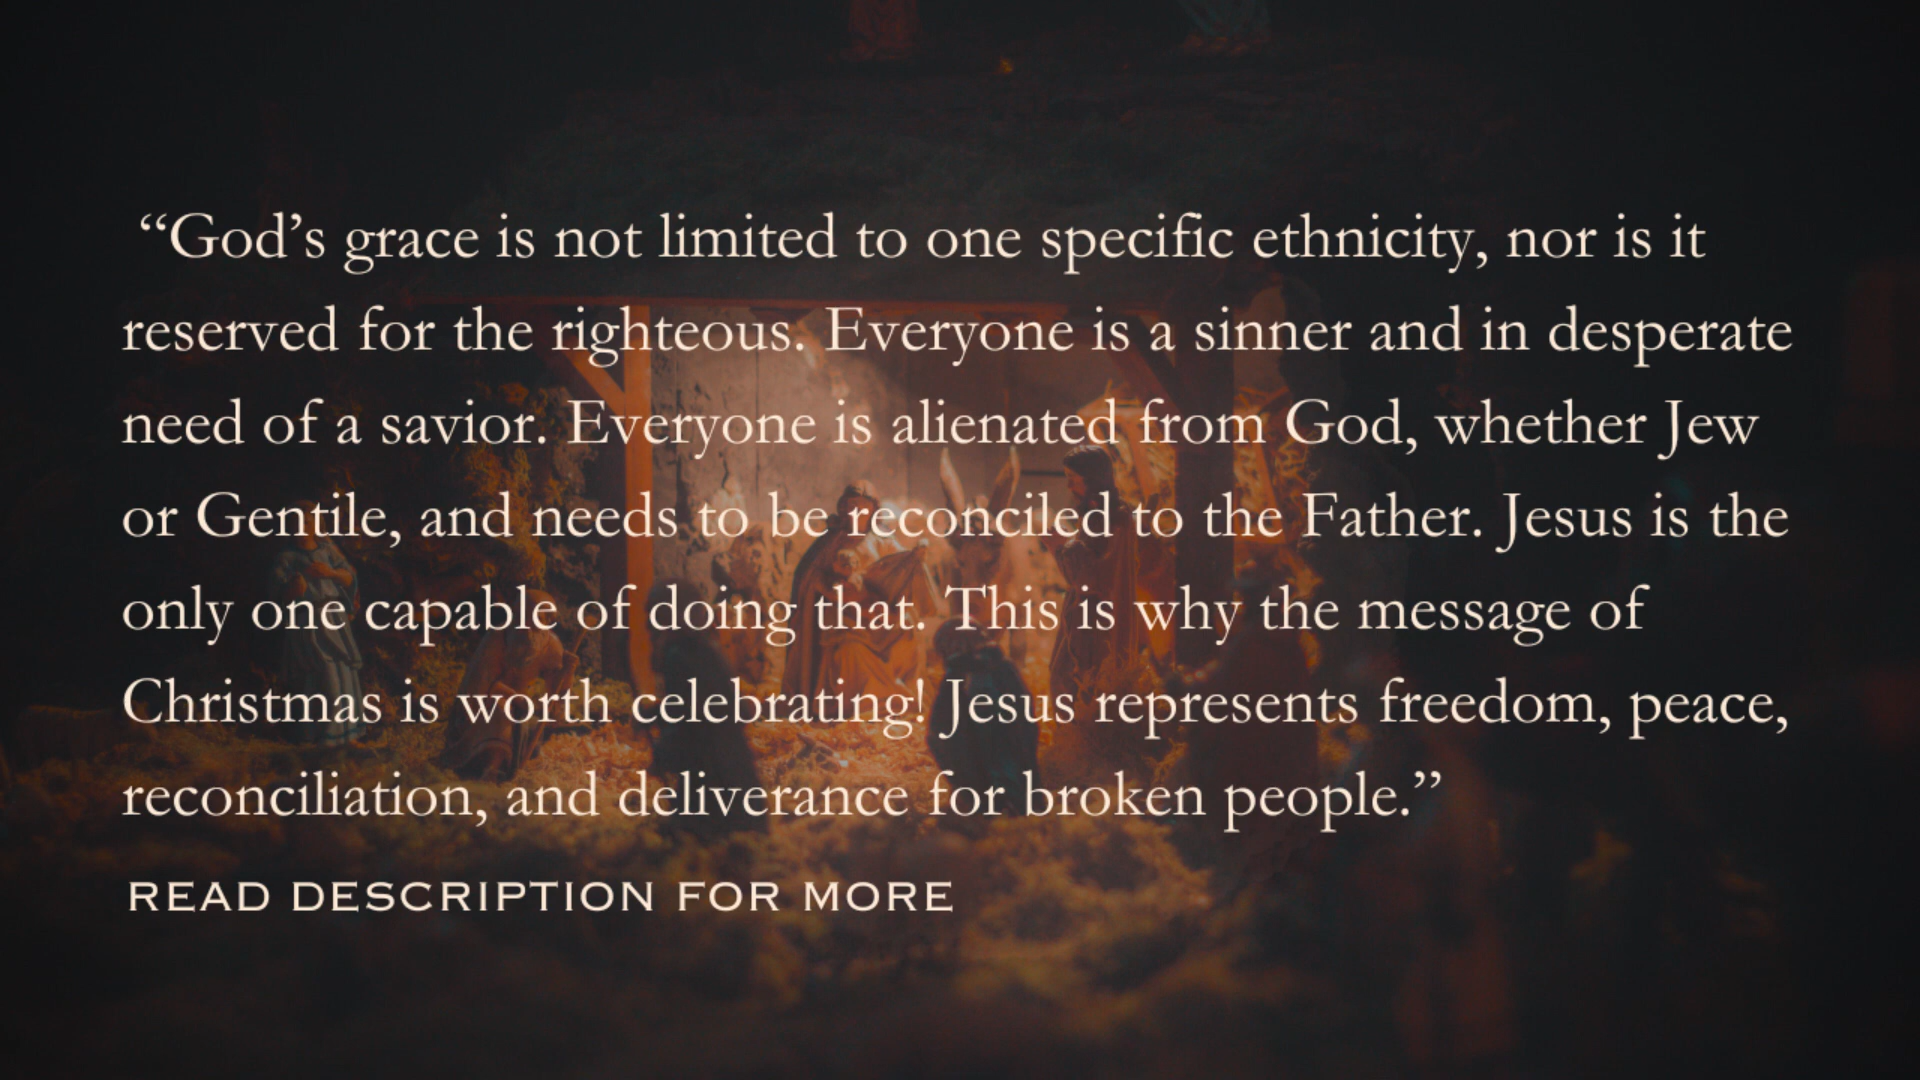 “God’s grace is not limited to one specific ethnicity, nor is it
reserved for the righteous. Everyone is a sinner and in desperate
need of a savior. Everyone is alienated from God, whether Jew
or Gentile, and needs to be reconciled to the Father. Jesus is the
only one capable of doing that. This is why the message of
Christmas is worth celebrating! Jesus represents freedom, peace,
reconciliation, and deliverance for broken people.”
READ DESCRIPTION FOR MORE